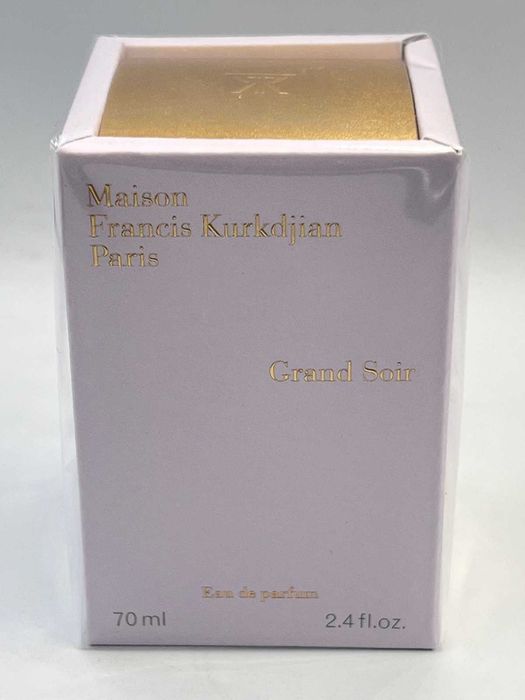 Maison
Francis Kurkdjian
Paris
Grand Soir
Eau de parfum
70 ml 2.4 fl.oz.